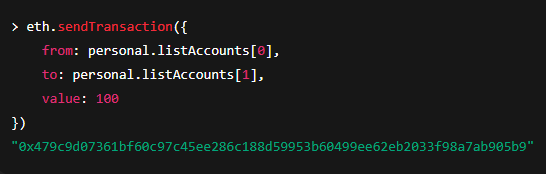 > eth.sendTransaction({
from: personal.listAccounts[0],
to: personal.listAccounts[1],
value: 100
})
"0x479c9d07361bf60c97c45ee286c188d59953b60499ee62eb2033f98a7ab905b9"